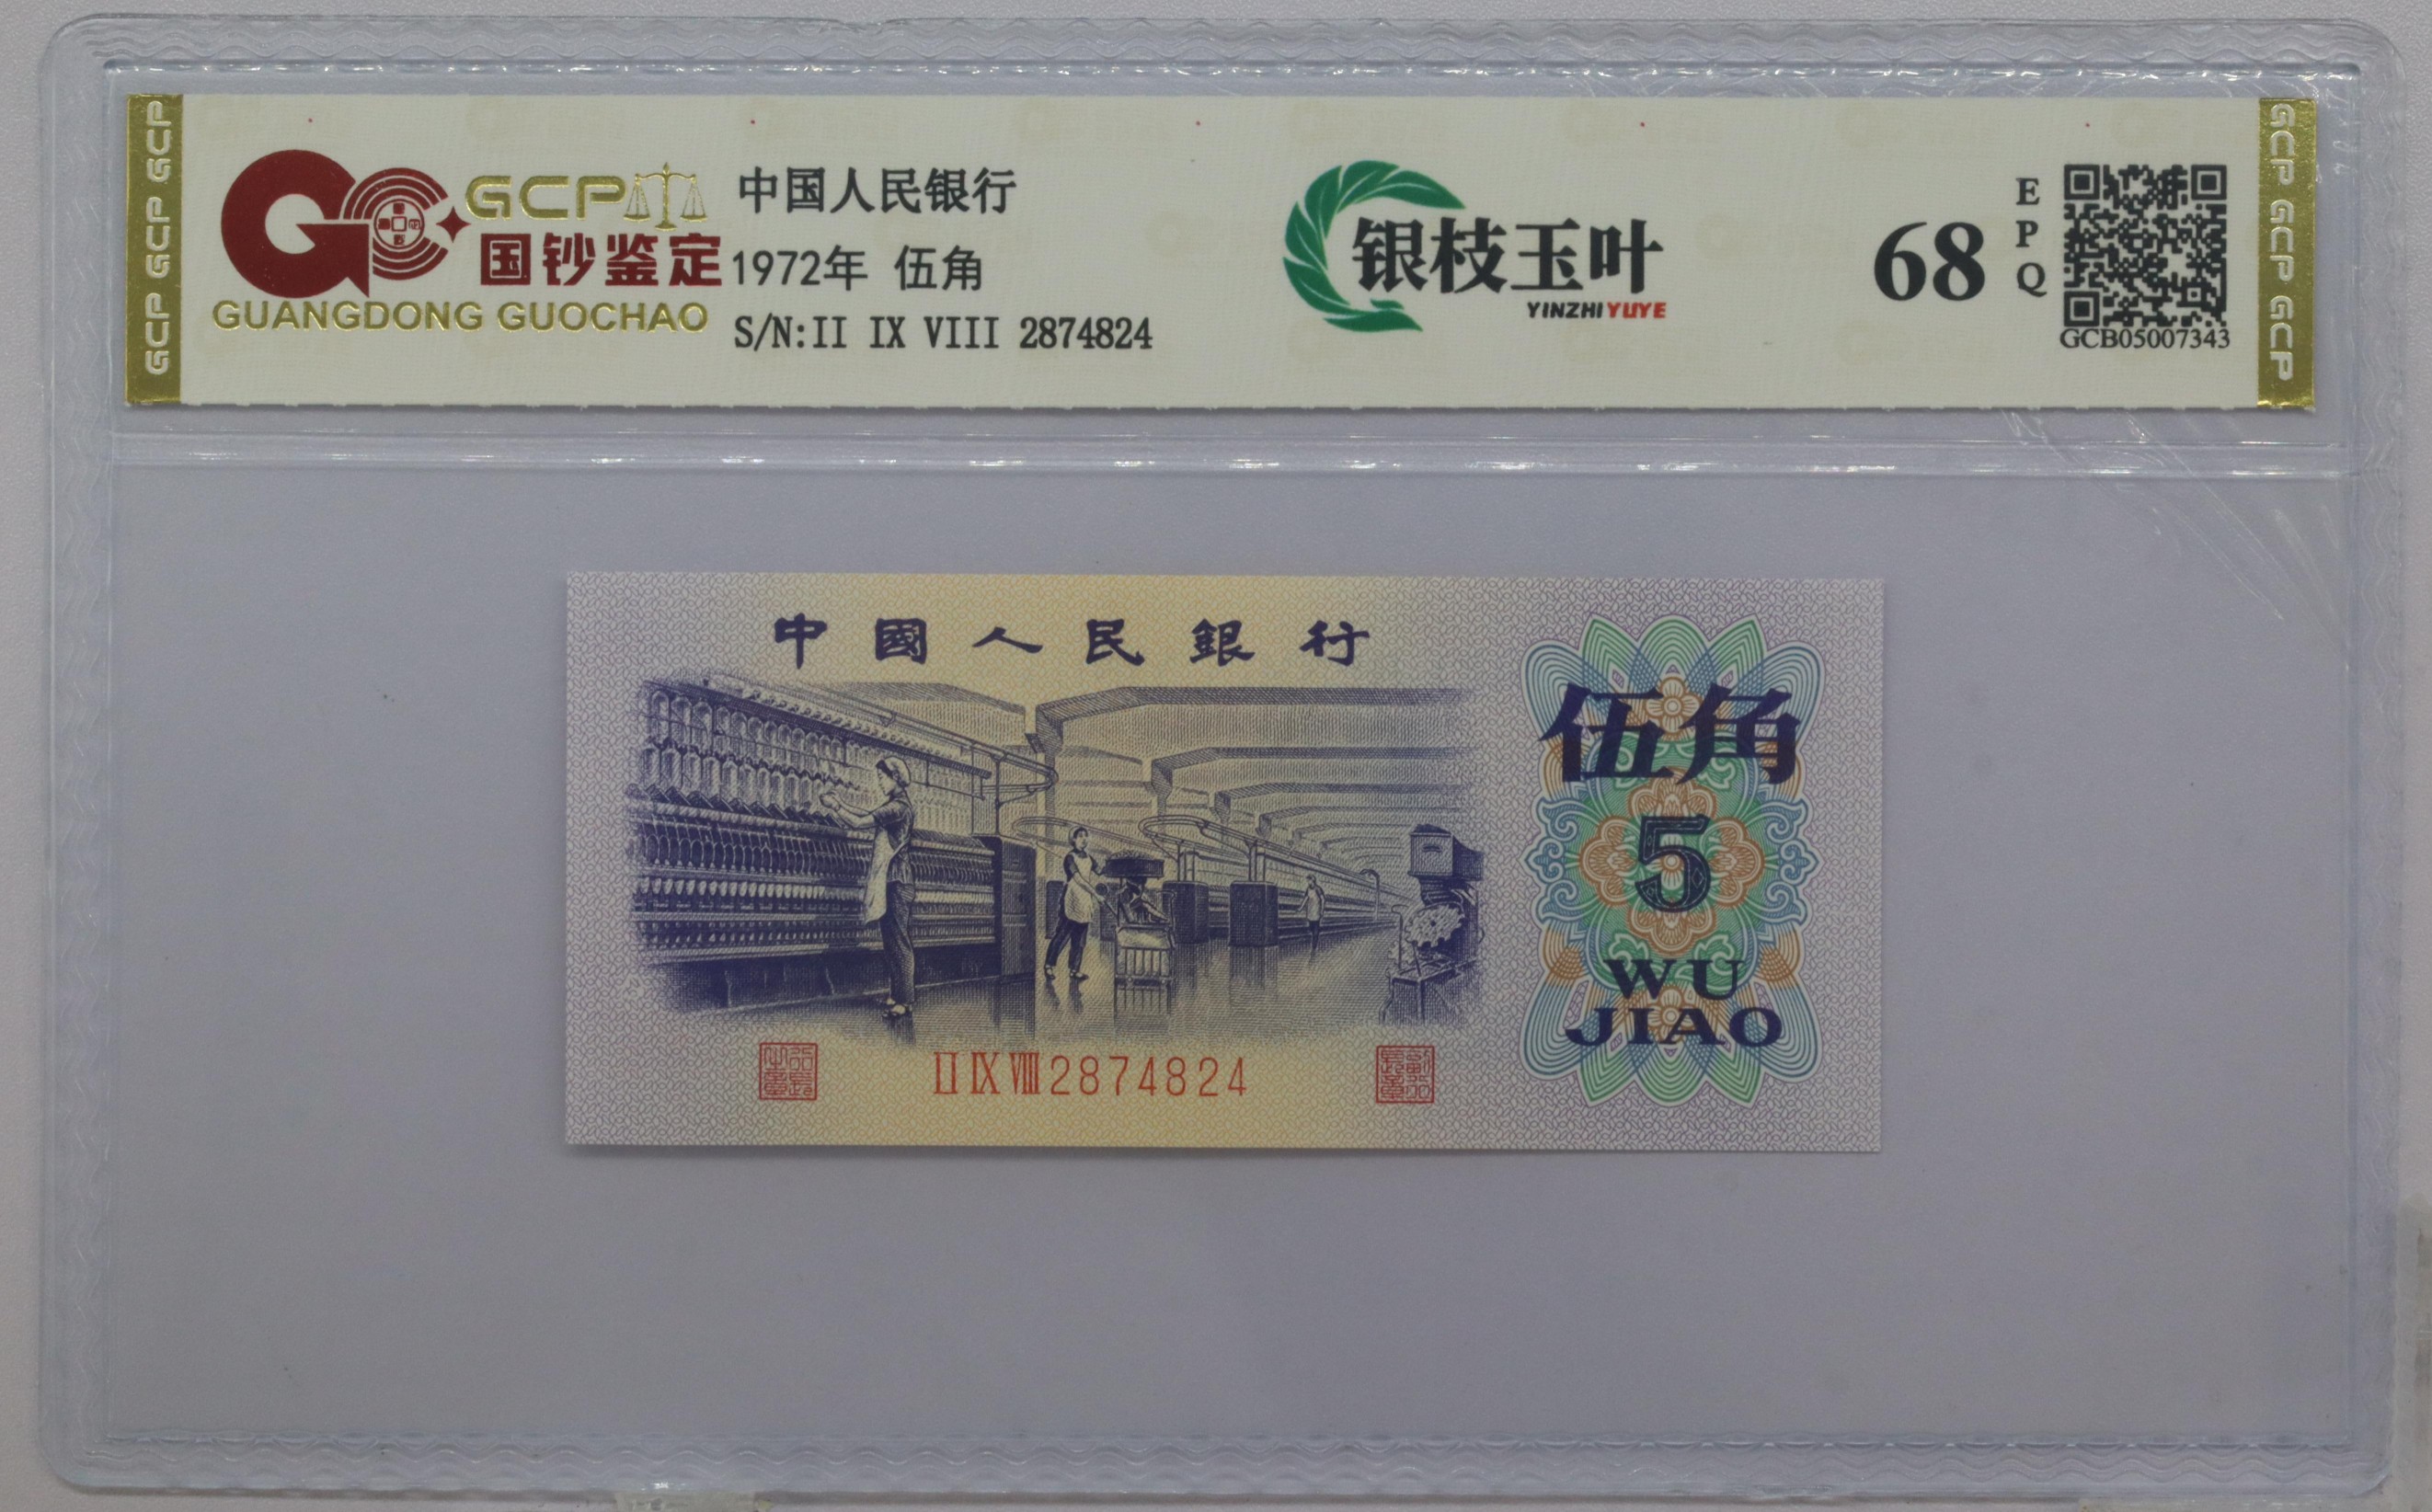 GCP GCP GCP
GCP
国钞鉴定
GUANGDONG GUOCHAO
中国人民银行
1972年 伍角
S/N:II IX VIII 2874824
银枝玉叶
YINZHI YUYE
68
EPQ
GCB05007343
GCP GCP GCP
中國人民銀行
伍角
5
WU
JIAO
II IX VIII 2874824